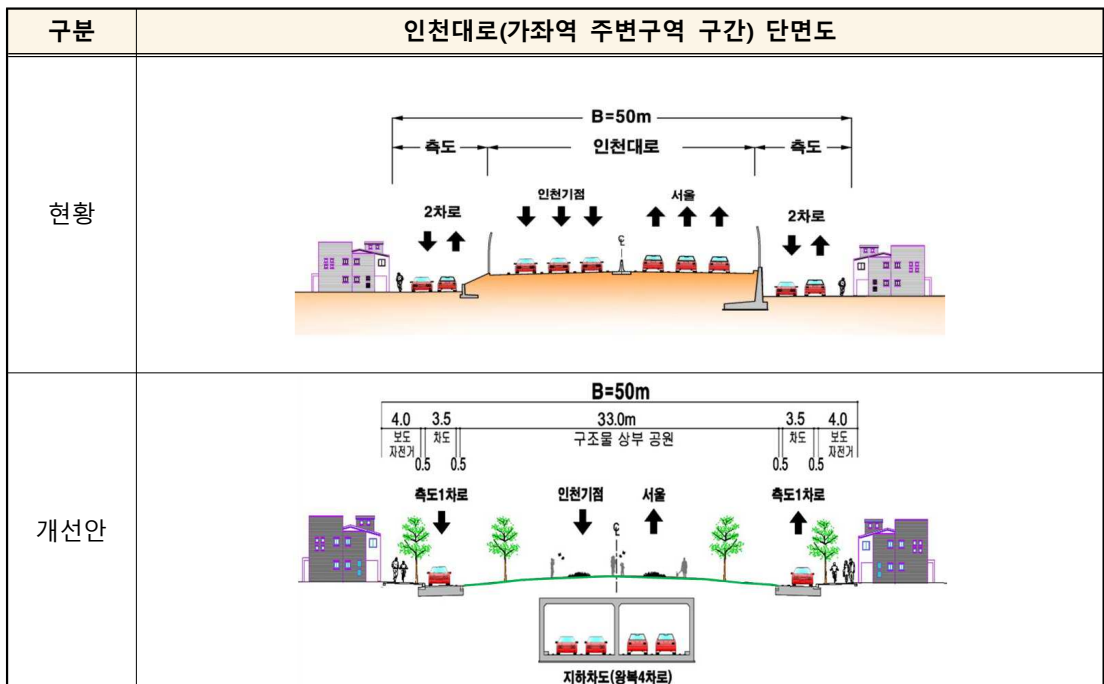 구분
인천대로(가좌역 주변구역 구간) 단면도
현황
B=50m
측도 인천대로 측도
인천기점 서울
2차로 2차로
℄
개선안
B=50m
4.0 3.5 33.0m 3.5 4.0
보도 차도 구조물 상부 공원 차도 보도
자전거 자전거
0.5 0.5 0.5 0.5
측도1차로 인천기점 서울 측도1차로
℄
지하차도(왕복4차로)